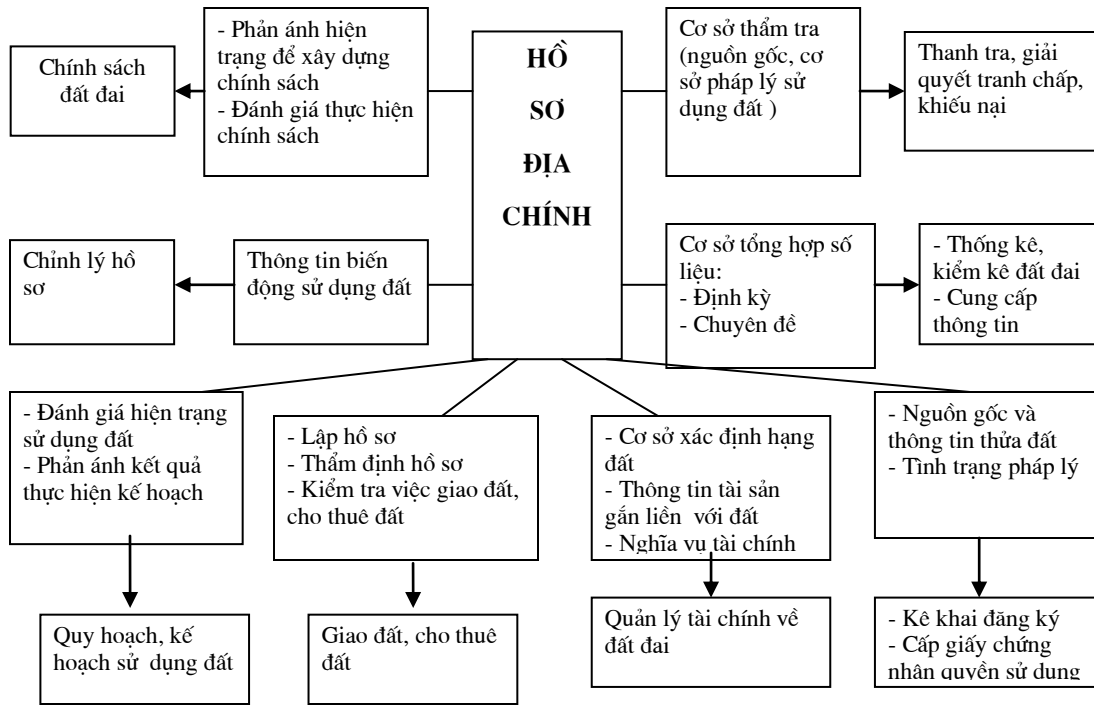 Chính sách
đất đai
- Phản ánh hiện
trạng để xây dựng
chính sách
- Đánh giá thực hiện
chính sách
HỒ
SƠ
ĐỊA
CHÍNH
Cơ sở thẩm tra
(nguồn gốc, cơ
sở pháp lý sử
dụng đất )
Thanh tra, giải
quyết tranh chấp,
khiếu nại
Chỉnh lý hồ
sơ
Thông tin biến
động sử dụng đất
Cơ sở tổng hợp số
liệu:
- Định kỳ
- Chuyên đề
- Thống kê,
kiểm kê đất đai
- Cung cấp
thông tin
- Đánh giá hiện trạng
sử dụng đất
- Phản ánh kết quả
thực hiện kế hoạch
- Lập hồ sơ
- Thẩm định hồ sơ
- Kiểm tra việc giao đất,
cho thuê đất
- Cơ sở xác định hạng
đất
- Thông tin tài sản
gắn liền với đất
- Nghĩa vụ tài chính
- Nguồn gốc và
thông tin thửa đất
- Tình trạng pháp lý
Quy hoạch, kế
hoạch sử dụng đất
Giao đất, cho thuê
đất
Quản lý tài chính về
đất đai
- Kê khai đăng ký
- Cấp giấy chứng
nhận quyền sử dụng